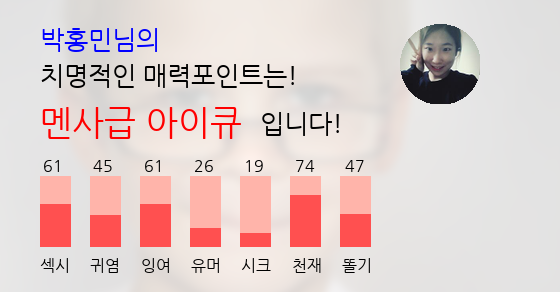 박홍민님의
치명적인 매력포인트는!
멘사급 아이큐 입니다!
61 45 61 26 19 74 47
섹시 귀염 잉여 유머 시크 천재 똘기